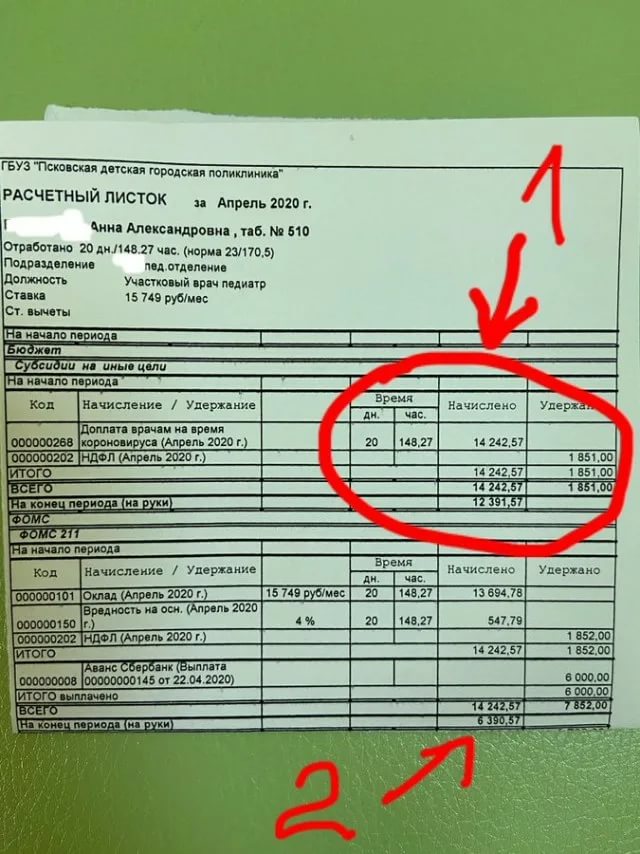 1
ГБУЗ "Псковская детская городская поликлиника"
РАСЧЕТНЫЙ ЛИСТОК за Апрель 2020 г.
Анна Александровна , таб. № 510
Отработано 20 дн./148.27 час. (норма 23/170,5)
Подразделение пед.отделение
Должность Участковый врач педиатр
Ставка 15 749 руб/мес
Ст. вычеты
На начало периода
Бюджет
Субсидии на иные цели
На начало периода
Код Начисление / Удержание Время Начислено Удержано
дн. час.
000000268 Доплата врачам на время короновируса (Апрель 2020 г.) 20 148,27 14 242,57
000000202 НДФЛ (Апрель 2020 г.) 1 851,00
ИТОГО 14 242,57 1 851,00
ВСЕГО 14 242,57 1 851,00
На конец периода (на руки) 12 391,57
ФОМС
ФОМС 211
На начало периода
Код Начисление / Удержание Время Начислено Удержано
дн. час.
000000101 Оклад (Апрель 2020 г.) 15 749 руб/мес 20 148,27 13 694,78
000000150 Вредность на осн. (Апрель 2020 г.) 4 % 20 148,27 547,79
000000202 НДФЛ (Апрель 2020 г.) 1 852,00
ИТОГО 14 242,57 1 852,00
000000008 Аванс Сбербанк (Выплата 00000000145 от 22.04.2020) 6 000,00
ИТОГО выплачено 6 000,00
ВСЕГО 14 242,57 7 852,00
На конец периода (на руки) 6 390,57
2